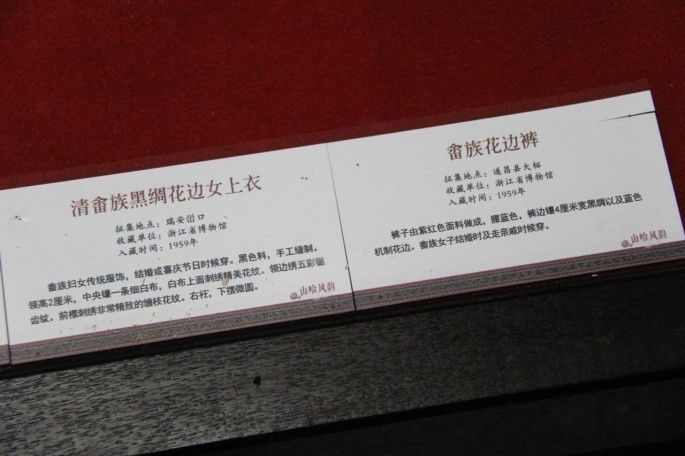 清畲族黑绸花边女上衣
征集地点：瑞安岀口
收藏单位：浙江省博物馆
入藏时间：1959年
畲族妇女传统服饰，结婚或喜庆节日时候穿。黑色料，手工缝制。
领高2厘米，中央镶一条细白布，白布上面刺绣精美花纹，领边绣五彩锯
齿纹。前襟刺绣非常精致的缠枝花纹。右衽，下摆微圆。
山哈风韵
畲族花边裤
征集地点：遂昌县大柘
收藏单位：浙江省博物馆
入藏时间：1959年
裤子由紫红色面料做成，腰蓝色，裤边镶4厘米宽黑绸以及蓝色
机制花边。畲族女子结婚时及走亲戚时候穿。
山哈风韵